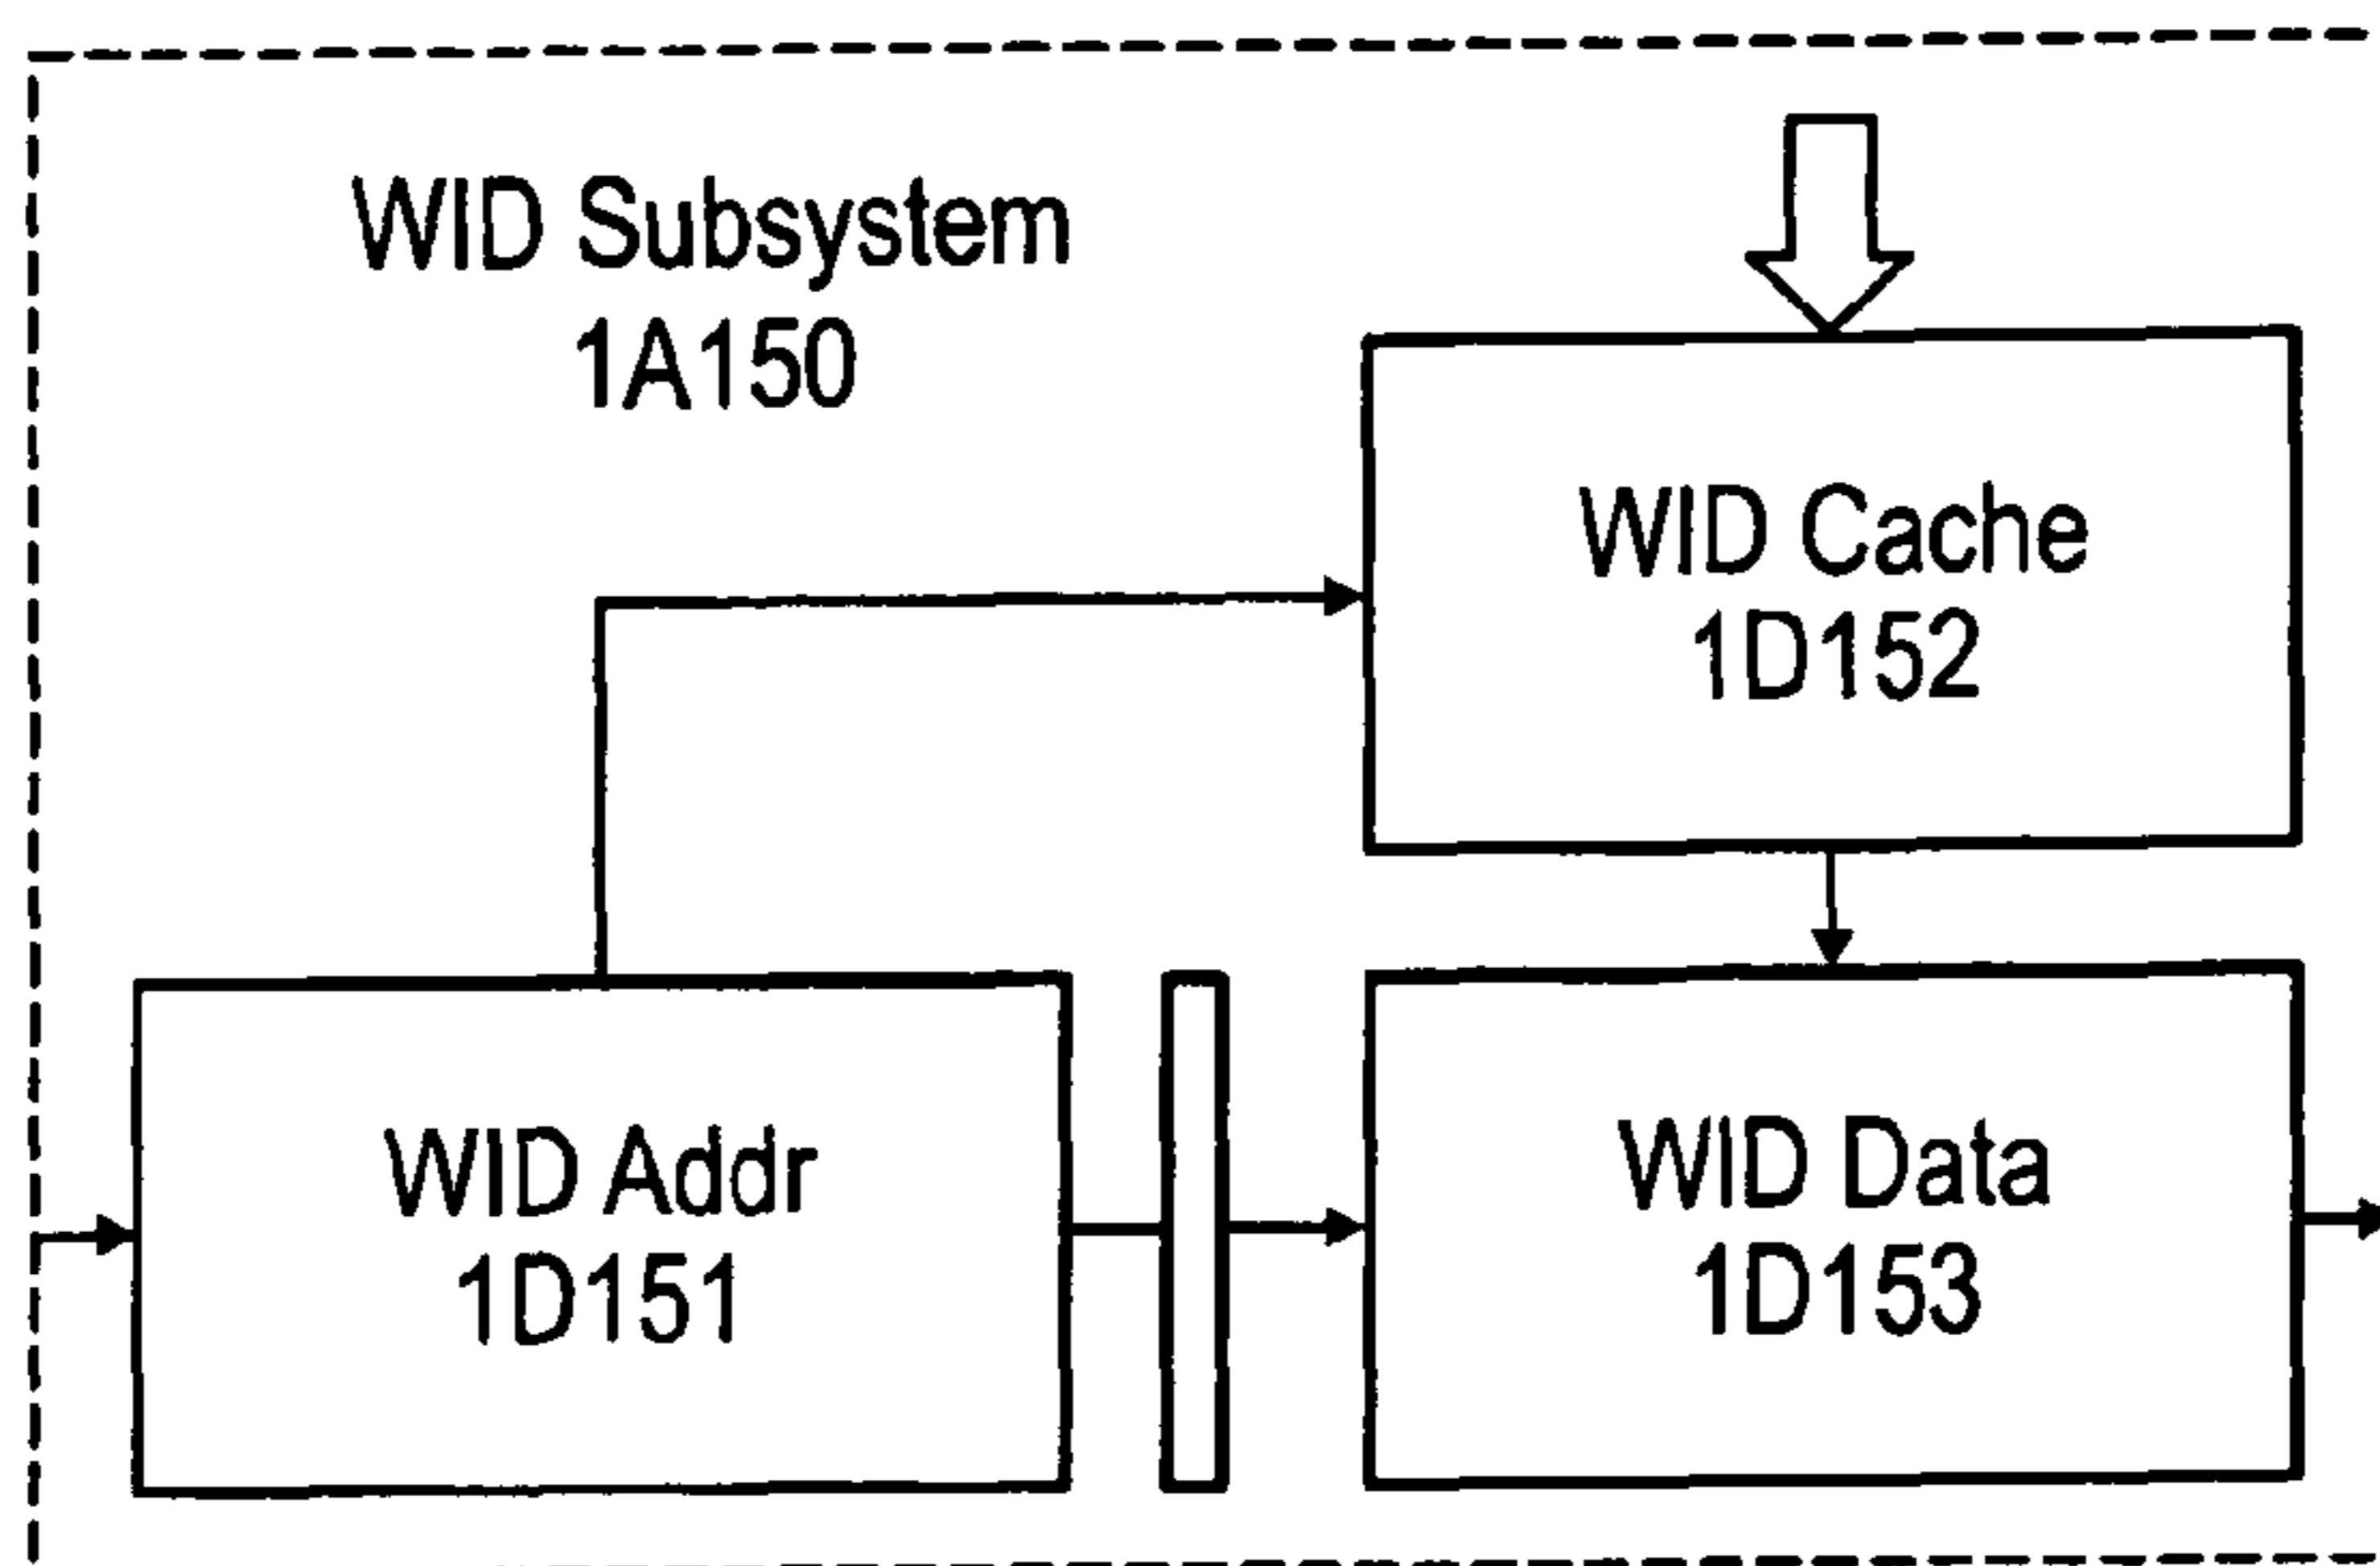 WID Subsystem
1A150
WID Cache
1D152
WID Addr
1D151
WID Data
1D153